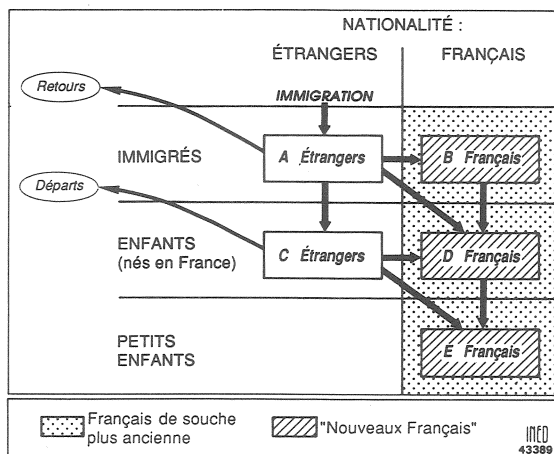 NATIONALITÉ :
ÉTRANGERS
FRANÇAIS
Retours
IMMIGRATION
IMMIGRÉS
A Étrangers
B Français
Départs
ENFANTS
(nés en France)
C Étrangers
D Français
PETITS
ENFANTS
E Français
Français de souche
plus ancienne
"Nouveaux Français"
INED
43389